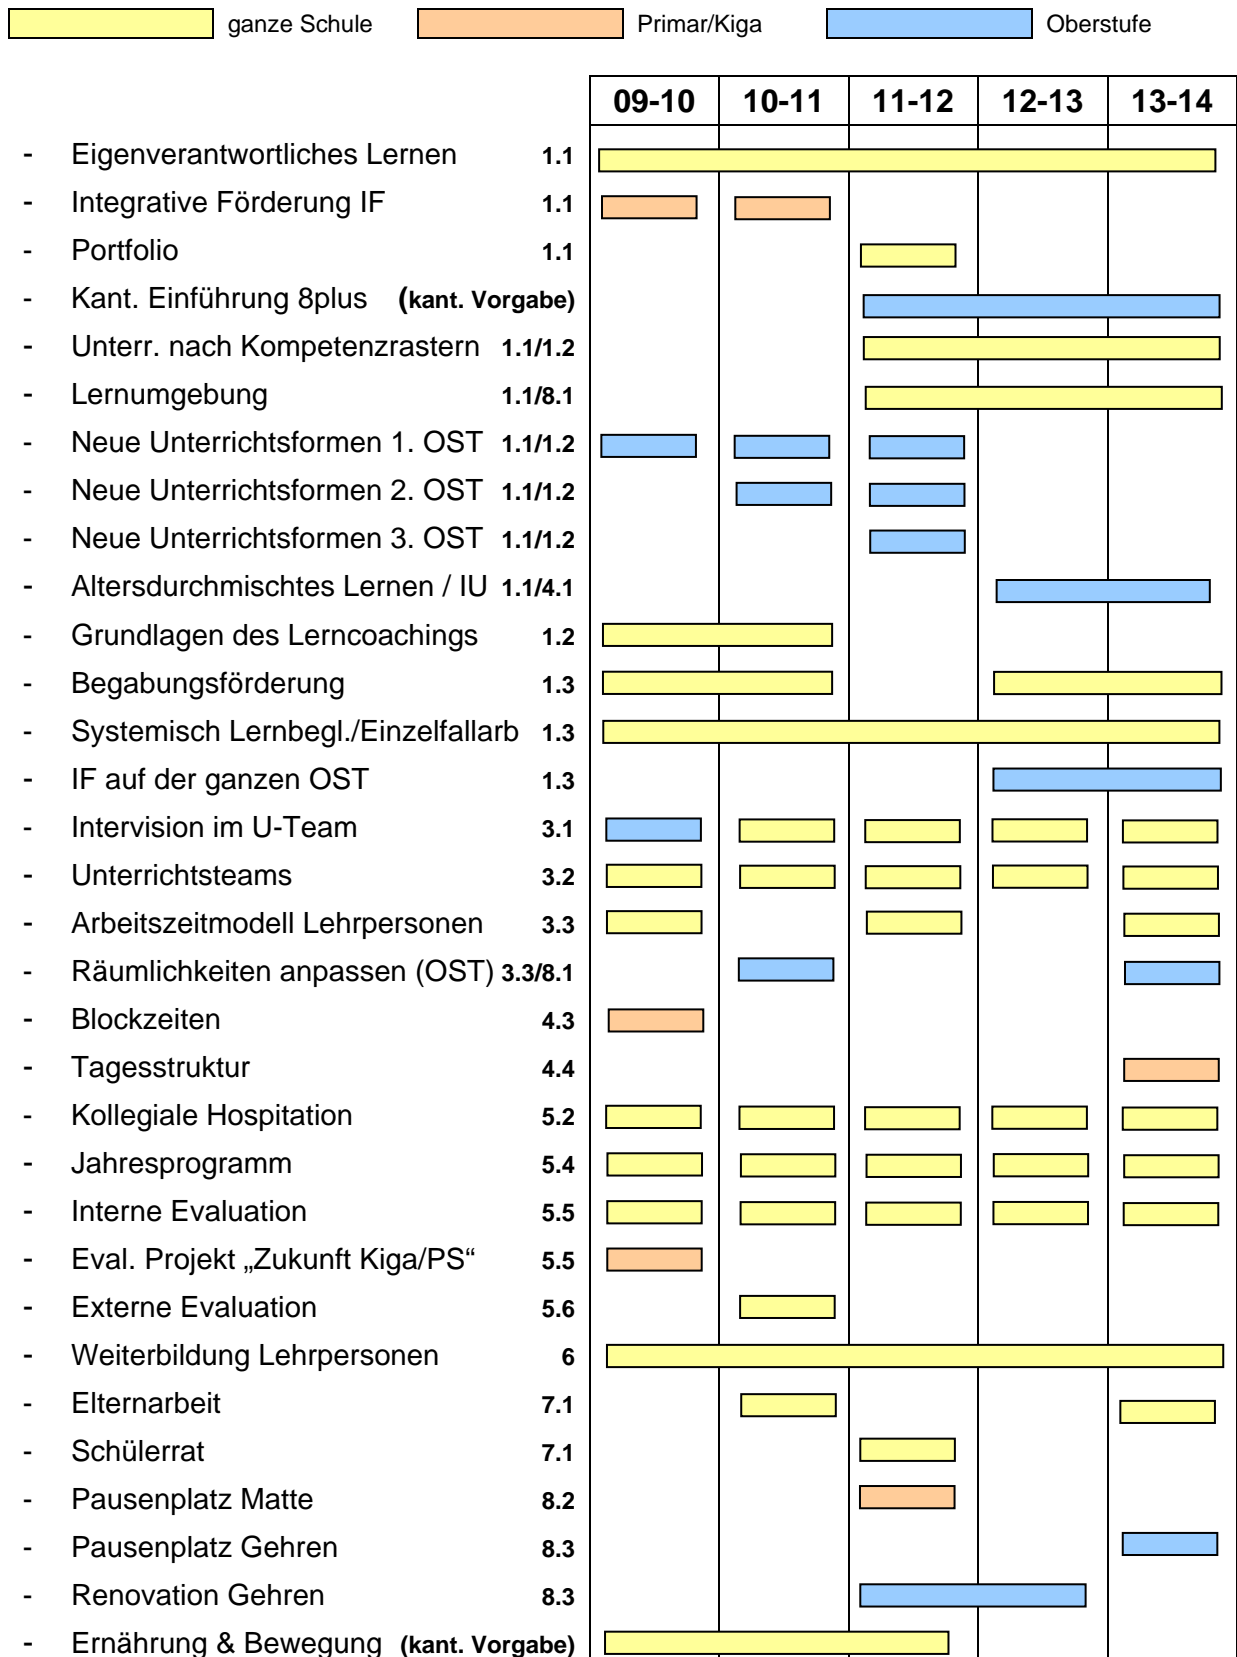 ganze Schule Primar/Kiga Oberstufe
09-10 10-11 11-12 12-13 13-14
- Eigenverantwortliches Lernen 1.1
- Integrative Förderung IF 1.1
- Portfolio 1.1
- Kant. Einführung 8plus (kant. Vorgabe)
- Unterr. nach Kompetenzrastern 1.1/1.2
- Lernumgebung 1.1/8.1
- Neue Unterrichtsformen 1. OST 1.1/1.2
- Neue Unterrichtsformen 2. OST 1.1/1.2
- Neue Unterrichtsformen 3. OST 1.1/1.2
- Altersdurchmischtes Lernen / IU 1.1/4.1
- Grundlagen des Lerncoachings 1.2
- Begabungsförderung 1.3
- Systemisch Lernbegl./Einzelfallarb 1.3
- IF auf der ganzen OST 1.3
- Intervision im U-Team 3.1
- Unterrichtsteams 3.2
- Arbeitszeitmodell Lehrpersonen 3.3
- Räumlichkeiten anpassen (OST) 3.3/8.1
- Blockzeiten 4.3
- Tagesstruktur 4.4
- Kollegiale Hospitation 5.2
- Jahresprogramm 5.4
- Interne Evaluation 5.5
- Eval. Projekt „Zukunft Kiga/PS“ 5.5
- Externe Evaluation 5.6
- Weiterbildung Lehrpersonen 6
- Elternarbeit 7.1
- Schülerrat 7.1
- Pausenplatz Matte 8.2
- Pausenplatz Gehren 8.3
- Renovation Gehren 8.3
- Ernährung & Bewegung (kant. Vorgabe)